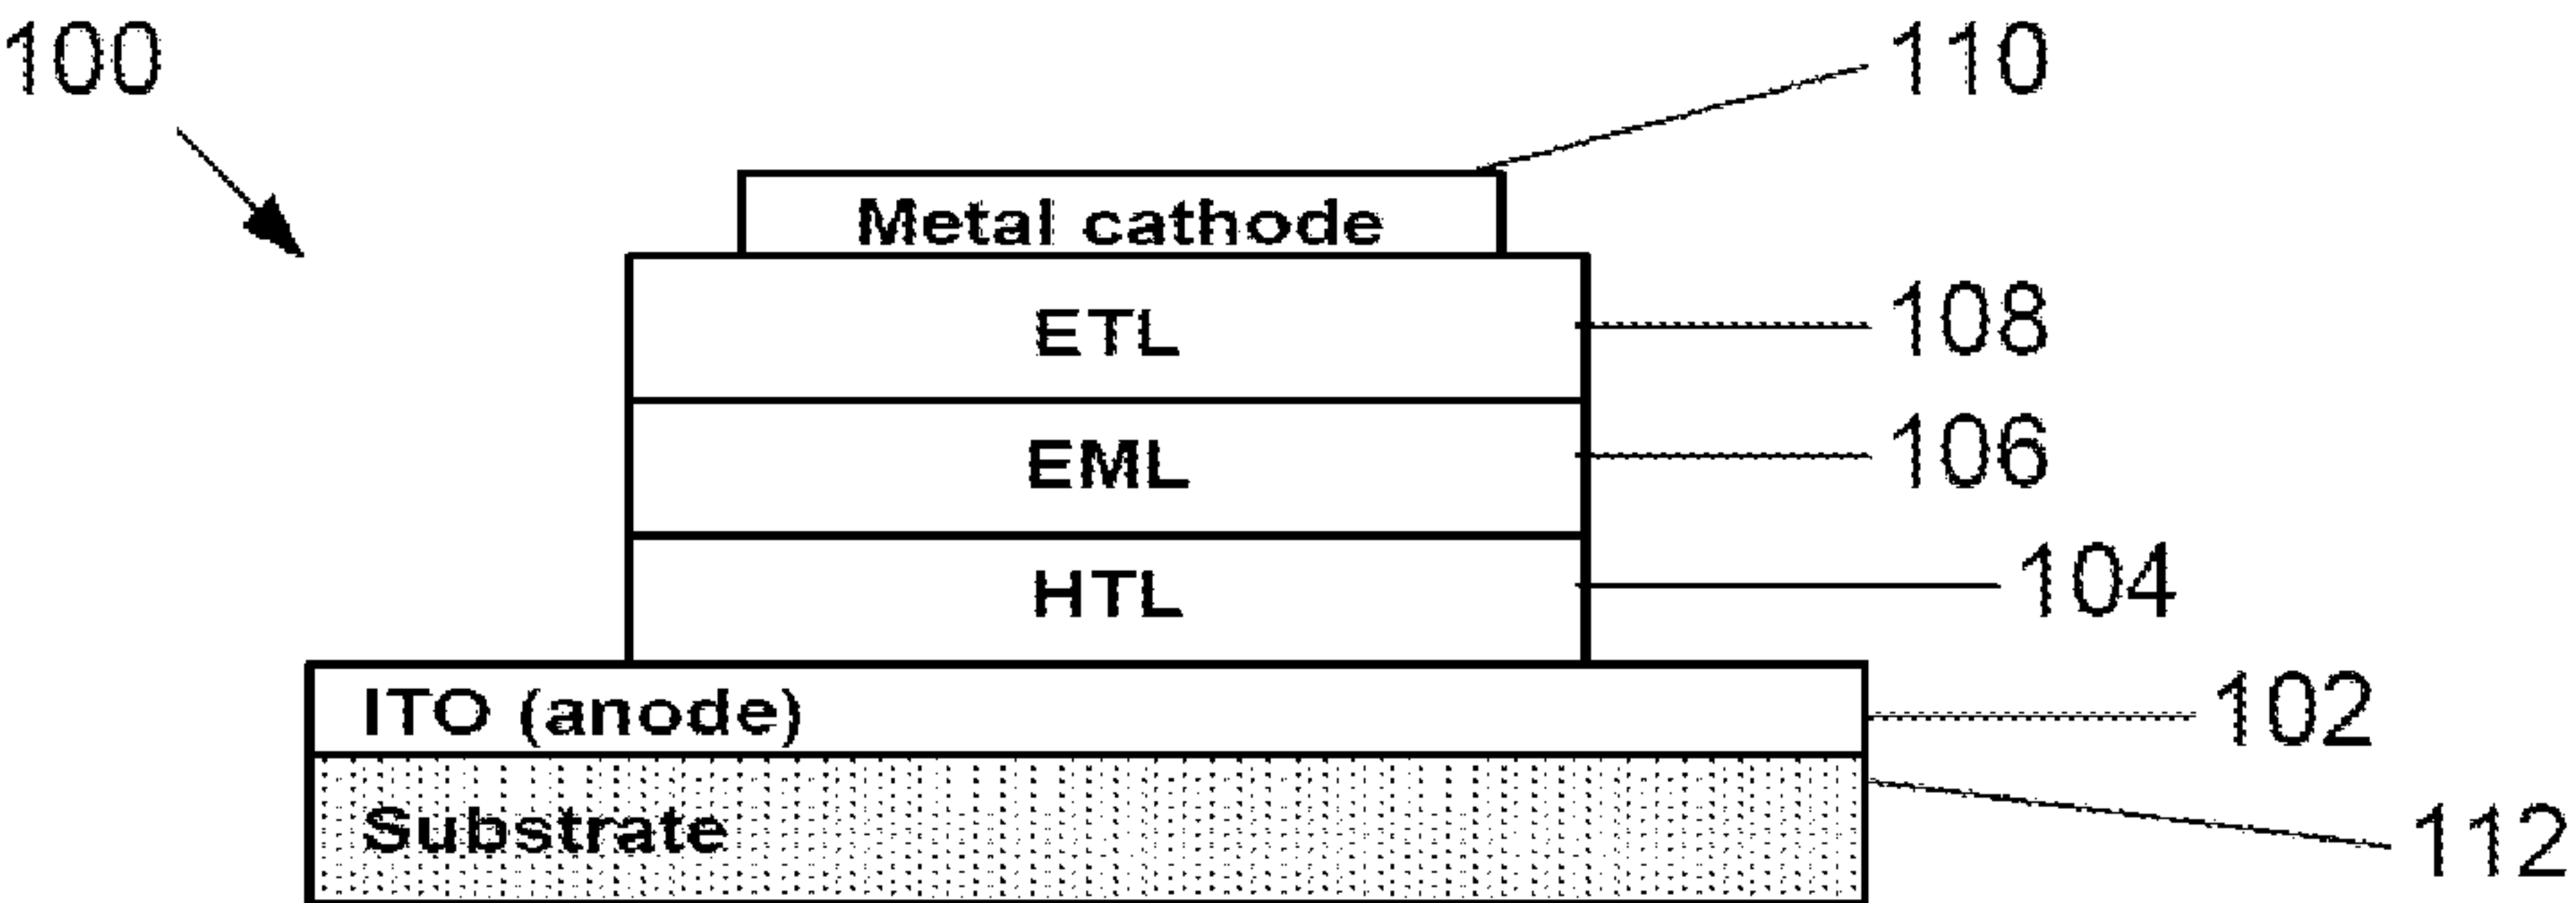 100
110
Metal cathode
ETL
108
EML
106
HTL
104
ITO (anode)
102
Substrate
112